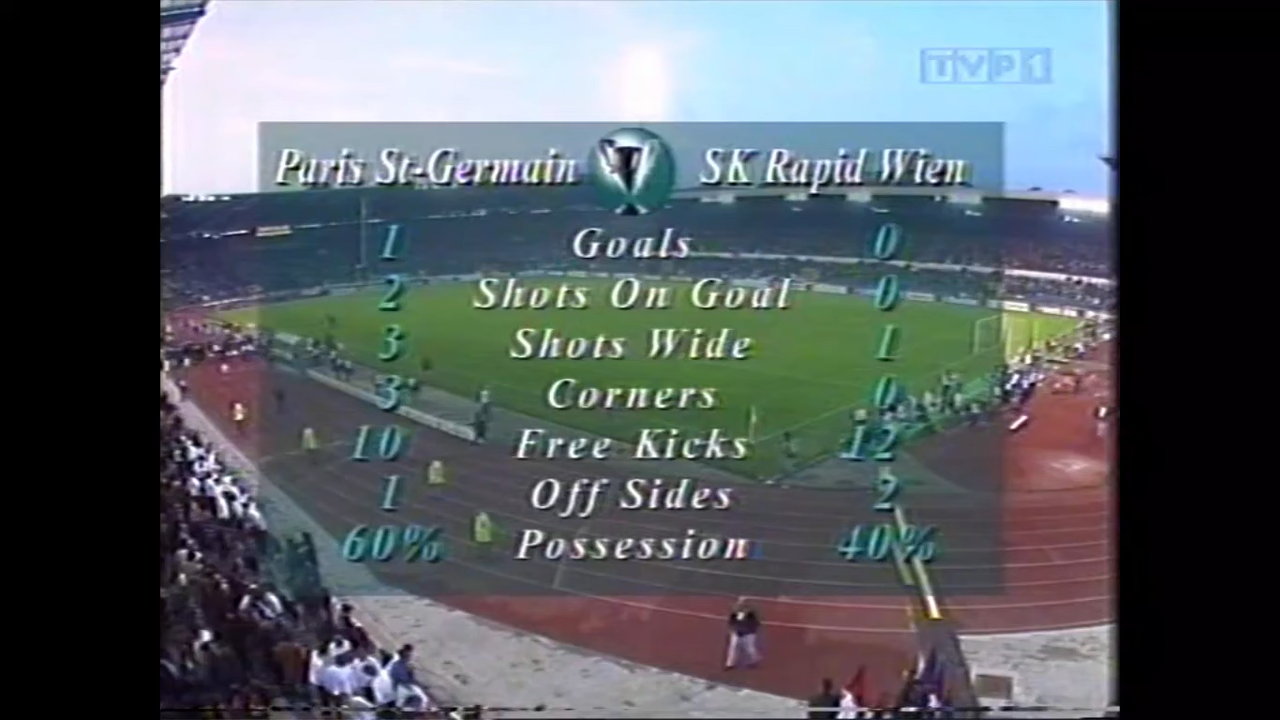 TVP1
Paris St-Germain SK Rapid Wien
1 Goals 0
2 Shots On Goal 0
3 Shots Wide 1
3 Corners 0
10 Free Kicks 12
1 Off Sides 2
60% Possession 40%